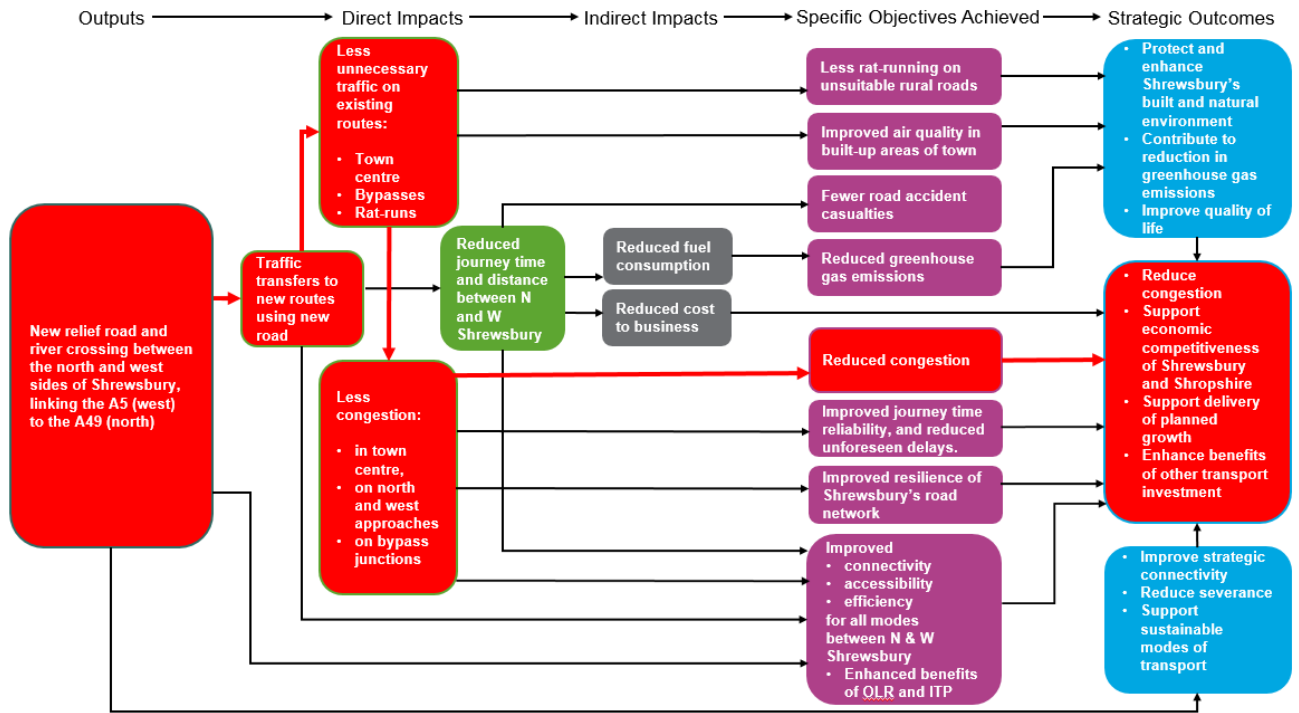 Outputs
Direct Impacts
Indirect Impacts
Specific Objectives Achieved
Strategic Outcomes
New relief road and
river crossing between
the north and west
sides of Shrewsbury,
linking the A5 (west)
to the A49 (north)
Traffic
transfers to
new routes
using new
road
Less
unnecessary
traffic on
existing
routes:
• Town
centre
• Bypasses
• Rat-runs
Reduced
journey time
and distance
between N
and W
Shrewsbury
Less
congestion:
• in town
centre,
• on north
and west
approaches
• on bypass
junctions
Reduced fuel
consumption
Reduced cost
to business
Less rat-running on
unsuitable rural roads
Improved air quality in
built-up areas of town
Fewer road accident
casualties
Reduced greenhouse
gas emissions
Reduced congestion
Improved journey time
reliability, and reduced
unforeseen delays.
Improved resilience of
Shrewsbury's road
network
Improved
• connectivity
• accessibility
• efficiency
for all modes
between N & W
Shrewsbury
• Enhanced benefits
of OLR and ITP
• Protect and
enhance
Shrewsbury's
built and natural
environment
• Contribute to
reduction in
greenhouse gas
emissions
• Improve quality of
life
• Reduce
congestion
• Support
economic
competitiveness
of Shrewsbury
and Shropshire
• Support delivery
of planned
growth
• Enhance benefits
of other transport
investment
• Improve strategic
connectivity
• Reduce severance
• Support
sustainable
modes of
transport